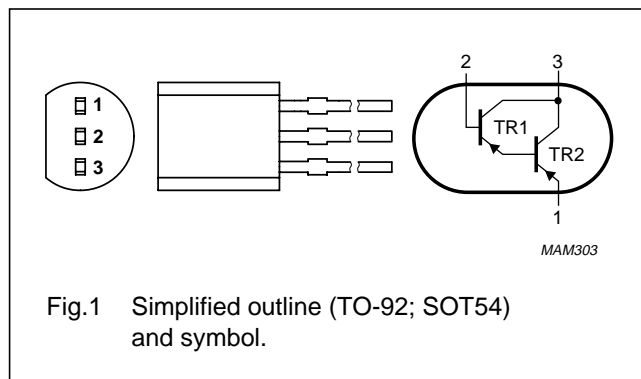 2 3
1
2
3
TR1
TR2
1
MAM303
Fig.1 Simplified outline (TO-92; SOT54)
and symbol.